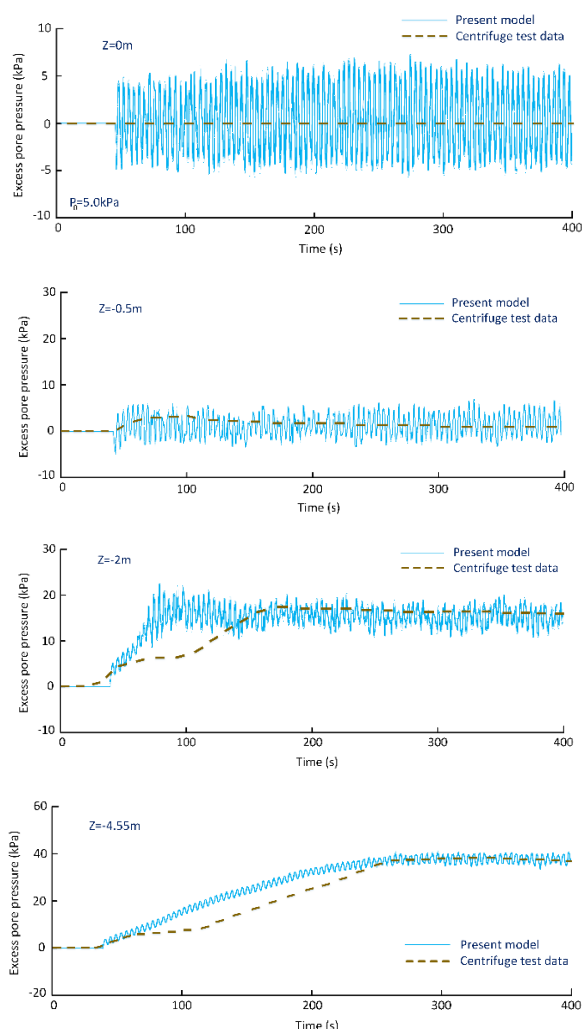 10
Present model
Centrifuge test data
Z=0m
5
Excess pore pressure (kPa)
0
-5
P₀=5.0kPa
-10
0
100
200
300
400
Time (s)
30
Z=-0.5m
Present model
Centrifuge test data
20
Excess pore pressure (kPa)
10
0
-10
0
100
200
300
400
Time (s)
30
Z=-2m
Present model
Centrifuge test data
20
Excess pore pressure (kPa)
10
0
-10
0
100
200
300
400
Time (s)
60
Z=-4.55m
40
Excess pore pressure (kPa)
20
0
Present model
Centrifuge test data
-20
0
100
200
300
400
Time (s)